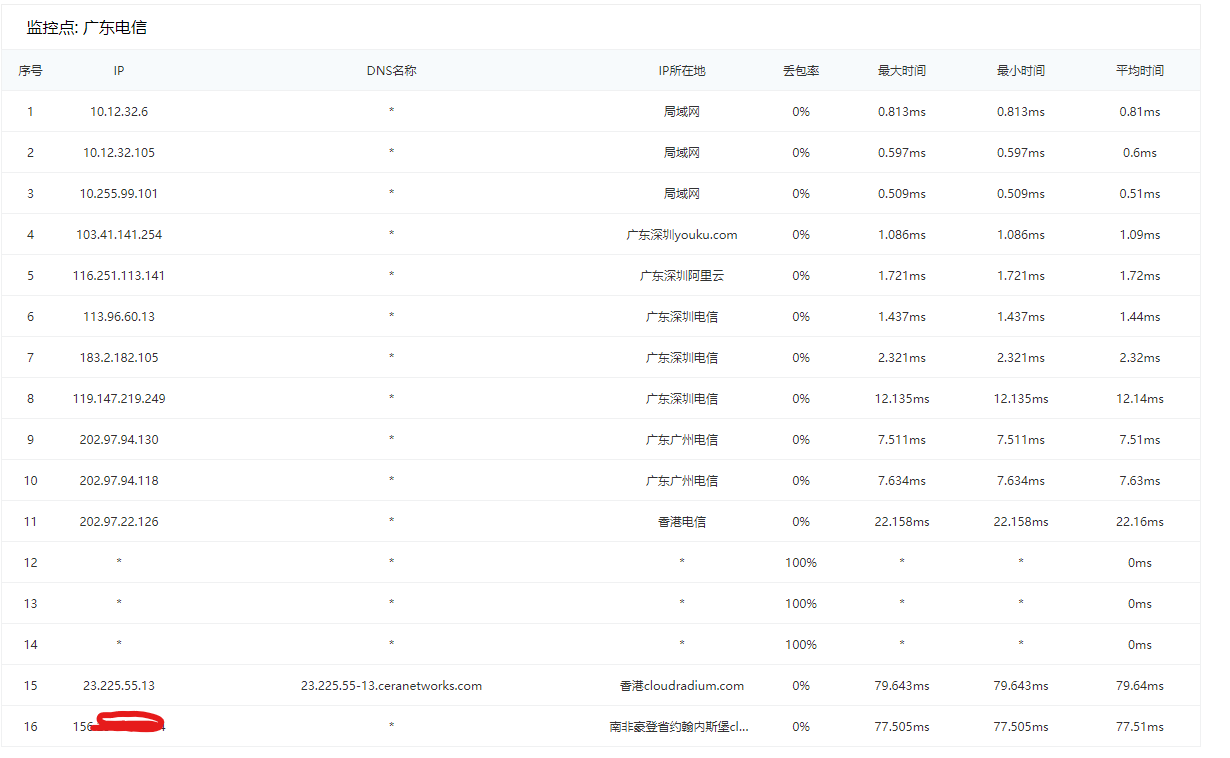 监控点: 广东电信
序号 IP DNS名称 IP所在地 丢包率 最大时间 最小时间 平均时间
1 10.12.32.6 * 局域网 0% 0.813ms 0.813ms 0.81ms
2 10.12.32.105 * 局域网 0% 0.597ms 0.597ms 0.6ms
3 10.255.99.101 * 局域网 0% 0.509ms 0.509ms 0.51ms
4 103.41.141.254 * 广东深圳youku.com 0% 1.086ms 1.086ms 1.09ms
5 116.251.113.141 * 广东深圳阿里云 0% 1.721ms 1.721ms 1.72ms
6 113.96.60.13 * 广东深圳电信 0% 1.437ms 1.437ms 1.44ms
7 183.2.182.105 * 广东深圳电信 0% 2.321ms 2.321ms 2.32ms
8 119.147.219.249 * 广东深圳电信 0% 12.135ms 12.135ms 12.14ms
9 202.97.94.130 * 广东广州电信 0% 7.511ms 7.511ms 7.51ms
10 202.97.94.118 * 广东广州电信 0% 7.634ms 7.634ms 7.63ms
11 202.97.22.126 * 香港电信 0% 22.158ms 22.158ms 22.16ms
12 * * * 100% * * 0ms
13 * * * 100% * * 0ms
14 * * * 100% * * 0ms
15 23.225.55.13 23.225.55-13.ceranetworks.com 香港cloudradium.com 0% 79.643ms 79.643ms 79.64ms
16 156 * 南非豪登省约翰内斯堡cl... 0% 77.505ms 77.505ms 77.51ms